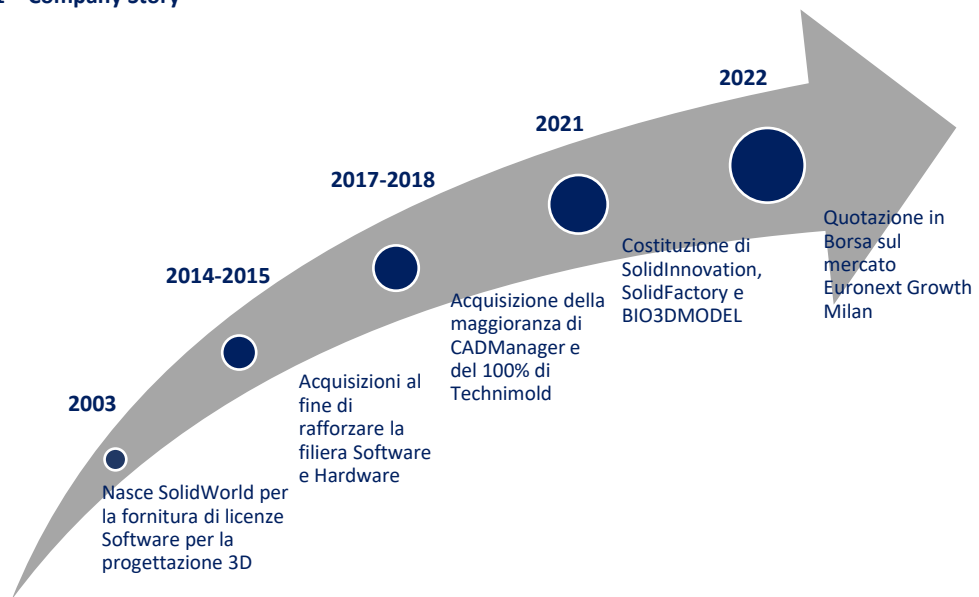 Company Story
2003
Nasce SolidWorld per
la fornitura di licenze
Software per la
progettazione 3D
2014-2015
Acquisizioni al
fine di
rafforzare la
filiera Software
e Hardware
2017-2018
Acquisizione della
maggioranza di
CADManager e
del 100% di
Technimold
2021
Costituzione di
SolidInnovation,
SolidFactory e
BIO3DMODEL
2022
Quotazione in
Borsa sul
mercato
Euronext Growth
Milan